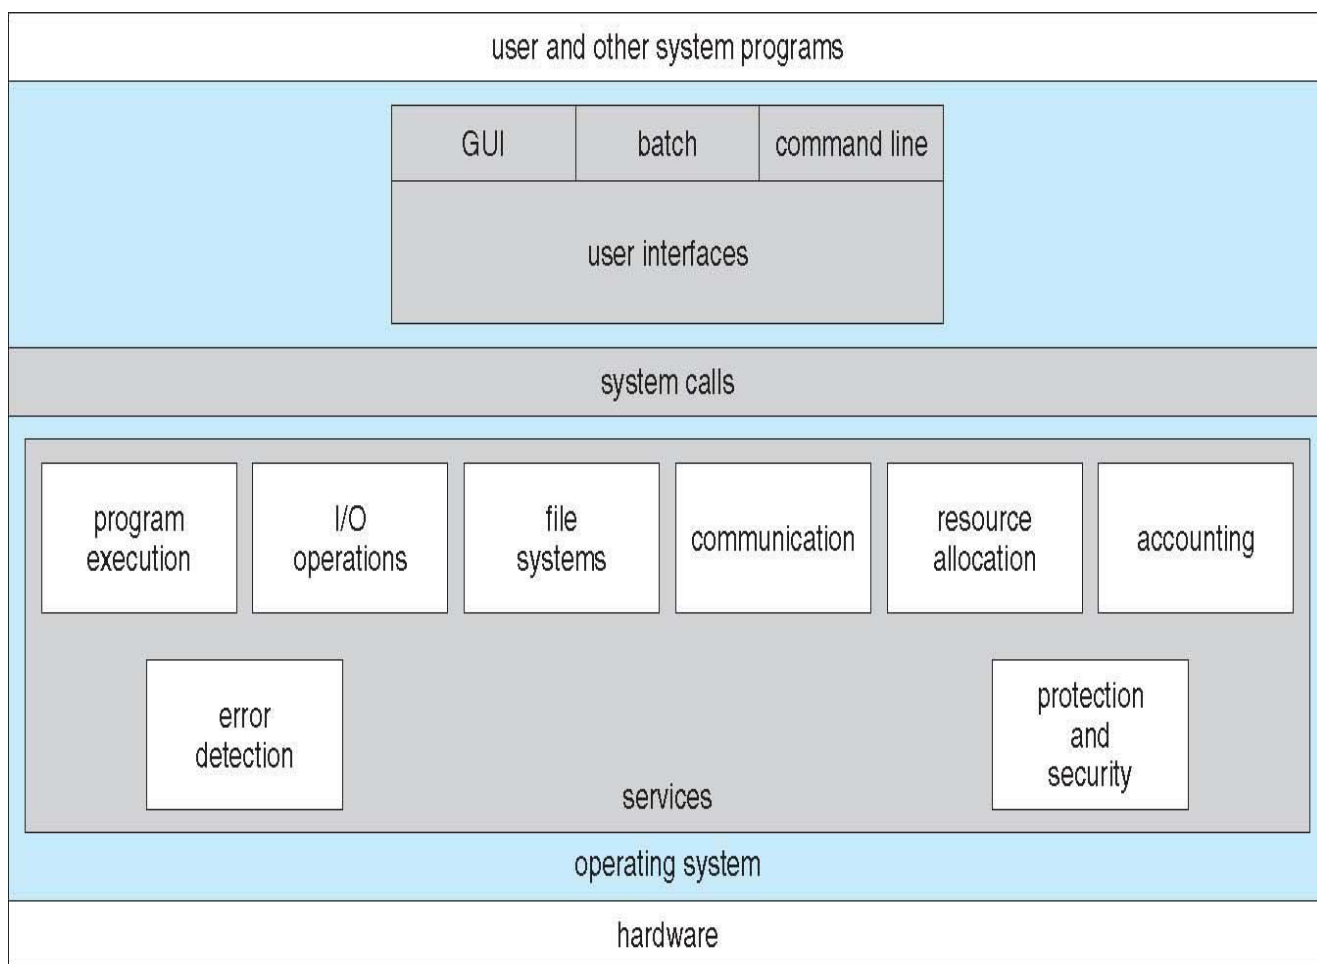 user and other system programs
GUI
batch
command line
user interfaces
system calls
program
execution
I/O
operations
file
systems
communication
resource
allocation
accounting
error
detection
protection
and
security
services
operating system
hardware